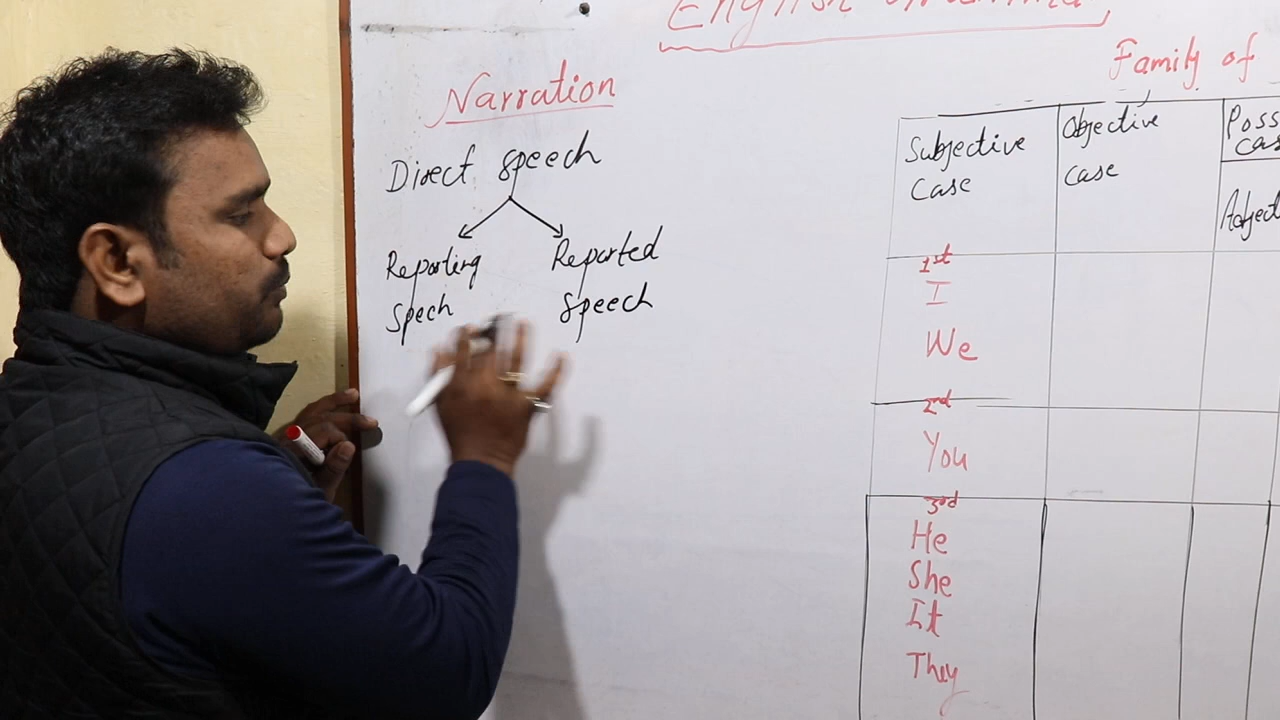 English
Narration
Direct speech
Reporting
Spech
Reported
Speech
Family of
Subjective
case
Objective
case
Poss
cas
Adject
1st
I
We
2nd
You
3rd
He
She
It
They